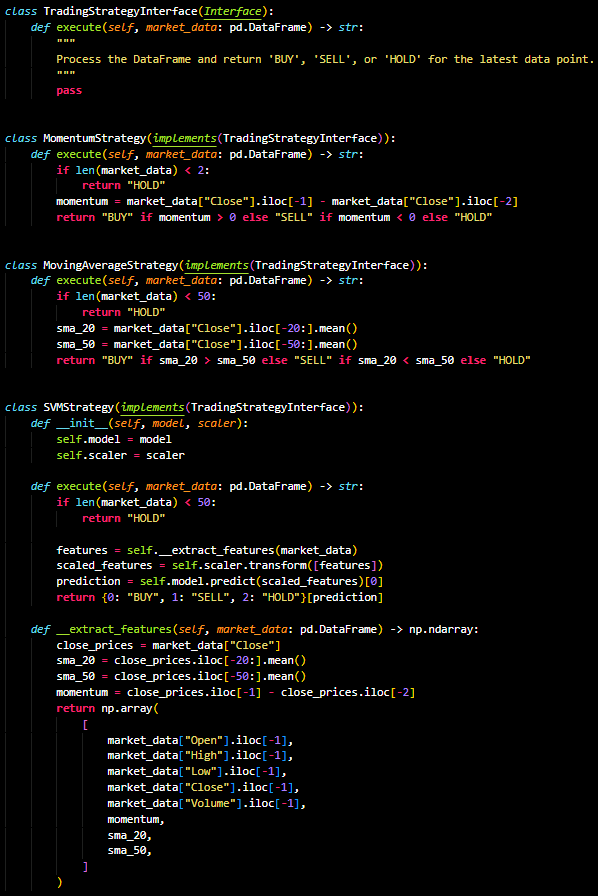 class TradingStrategyInterface(Interface):
    def execute(self, market_data: pd.DataFrame) -> str:
        """
        Process the DataFrame and return 'BUY', 'SELL', or 'HOLD' for the latest data point.
        """
        pass

class MomentumStrategy(implements(TradingStrategyInterface)):
    def execute(self, market_data: pd.DataFrame) -> str:
        if len(market_data) < 2:
            return "HOLD"
        momentum = market_data["Close"].iloc[-1] - market_data["Close"].iloc[-2]
        return "BUY" if momentum > 0 else "SELL" if momentum < 0 else "HOLD"

class MovingAverageStrategy(implements(TradingStrategyInterface)):
    def execute(self, market_data: pd.DataFrame) -> str:
        if len(market_data) < 50:
            return "HOLD"
        sma_20 = market_data["Close"].iloc[-20:].mean()
        sma_50 = market_data["Close"].iloc[-50:].mean()
        return "BUY" if sma_20 > sma_50 else "SELL" if sma_20 < sma_50 else "HOLD"

class SVMStrategy(implements(TradingStrategyInterface)):
    def __init__(self, model, scaler):
        self.model = model
        self.scaler = scaler

    def execute(self, market_data: pd.DataFrame) -> str:
        if len(market_data) < 50:
            return "HOLD"

        features = self.__extract_features(market_data)
        scaled_features = self.scaler.transform([features])
        prediction = self.model.predict(scaled_features)[0]
        return {0: "BUY", 1: "SELL", 2: "HOLD"}[prediction]

    def __extract_features(self, market_data: pd.DataFrame) -> np.ndarray:
        close_prices = market_data["Close"]
        sma_20 = close_prices.iloc[-20:].mean()
        sma_50 = close_prices.iloc[-50:].mean()
        momentum = close_prices.iloc[-1] - close_prices.iloc[-2]
        return np.array(
            [
                market_data["Open"].iloc[-1],
                market_data["High"].iloc[-1],
                market_data["Low"].iloc[-1],
                market_data["Close"].iloc[-1],
                market_data["Volume"].iloc[-1],
                momentum,
                sma_20,
                sma_50,
            ]
        )